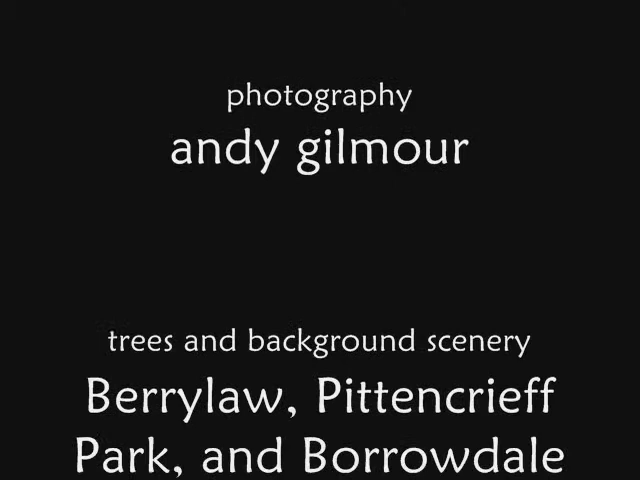 photography
andy gilmour
trees and background scenery
Berrylaw, Pittencrieff
Park, and Borrowdale